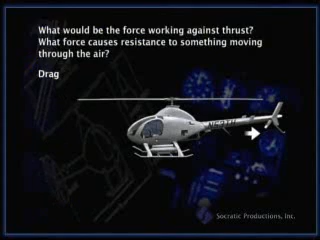 What would be the force working against thrust?
What force causes resistance to something moving
through the air?
Drag
Socratic Productions, Inc.